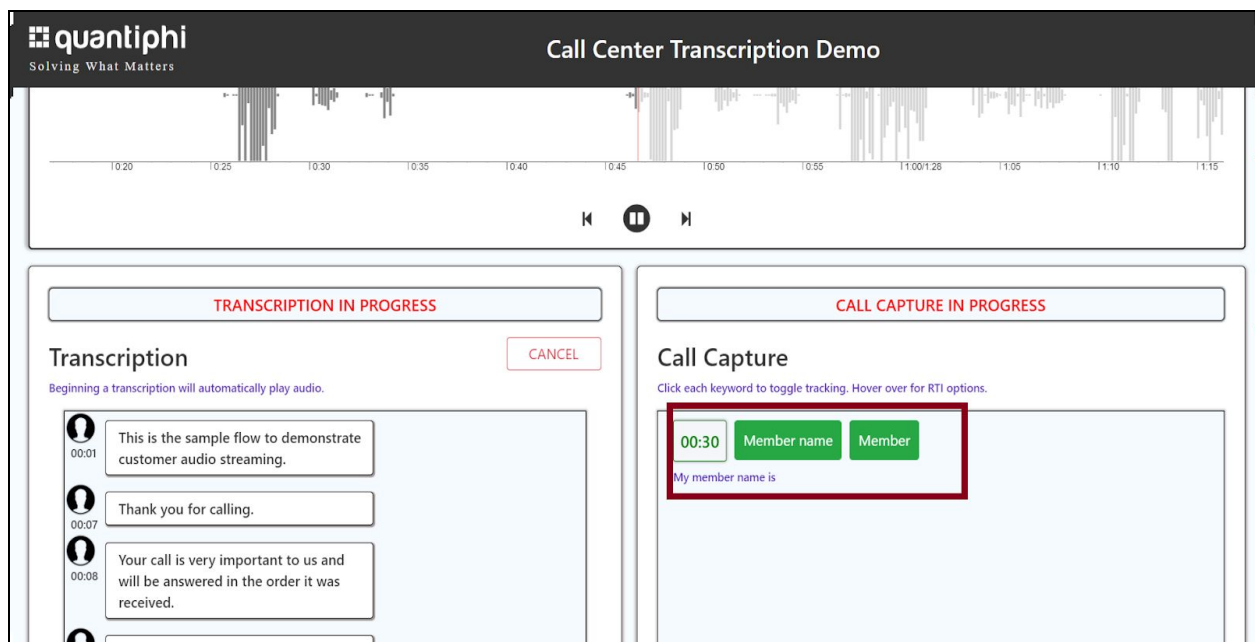 quantiphi
Solving What Matters
Call Center Transcription Demo
0:20 0:25 0:30 0:35 0:40 0:45 0:50 0:55 1:00/1:28 1:05 1:10 1:15
TRANSCRIPTION IN PROGRESS
Transcription
CANCEL
Beginning a transcription will automatically play audio.
00:01
This is the sample flow to demonstrate
customer audio streaming.
00:07
Thank you for calling.
00:08
Your call is very important to us and
will be answered in the order it was
received.
CALL CAPTURE IN PROGRESS
Call Capture
Click each keyword to toggle tracking. Hover over for RTI options.
00:30 Member name Member
My member name is